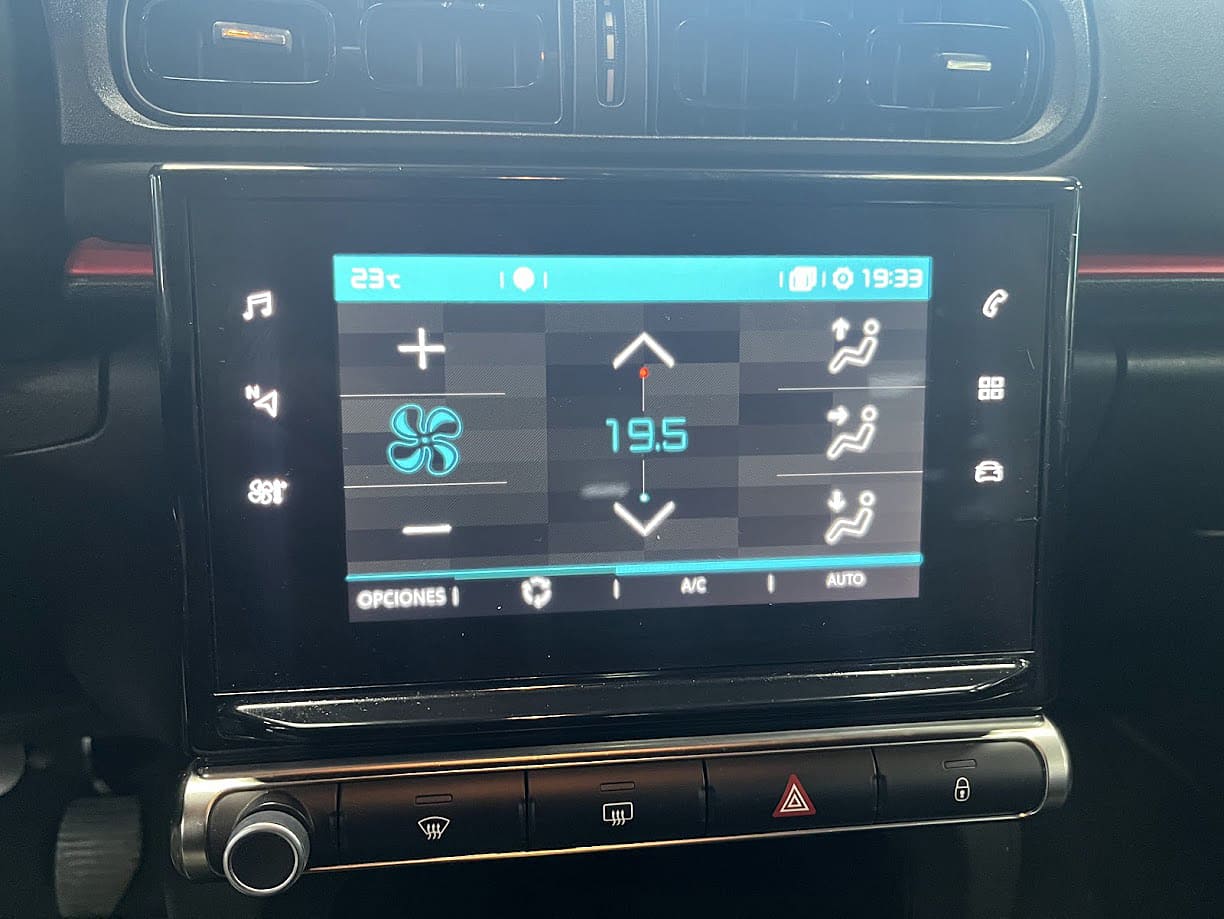 23°C 19:33
N
19.5
OPCIONES A/C AUTO